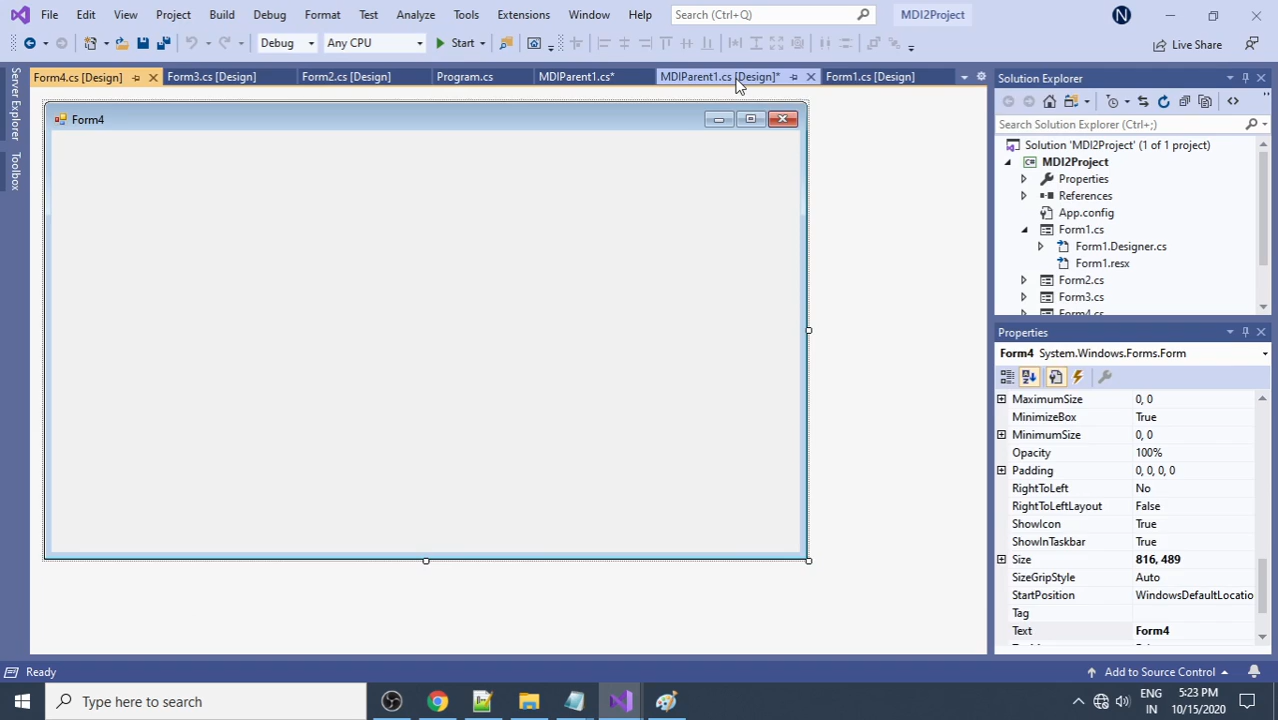 File Edit View Project Build Debug Format Test Analyze Tools Extensions Window Help Search (Ctrl+Q) MDI2Project N
Debug Any CPU Start Live Share
Form4.cs [Design] Form3.cs [Design] Form2.cs [Design] Program.cs MDIParent1.cs* MDIParent1.cs [Design]* Form1.cs [Design]
Server Explorer
Toolbox
Form4
Solution Explorer
Search Solution Explorer (Ctrl+;)
Solution 'MDI2Project' (1 of 1 project)
MDI2Project
Properties
References
App.config
Form1.cs
Form1.Designer.cs
Form1.resx
Form2.cs
Form3.cs
Form4.cs
Properties
Form4 System.Windows.Forms.Form
MaximumSize 0, 0
MinimizeBox True
MinimumSize 0, 0
Opacity 100%
Padding 0, 0, 0, 0
RightToLeft No
RightToLeftLayout False
ShowIcon True
ShowInTaskbar True
Size 816, 489
SizeGripStyle Auto
StartPosition WindowsDefaultLocatio
Tag
Text Form4
Ready Add to Source Control
Type here to search
ENG
IN
5:23 PM
10/15/2020